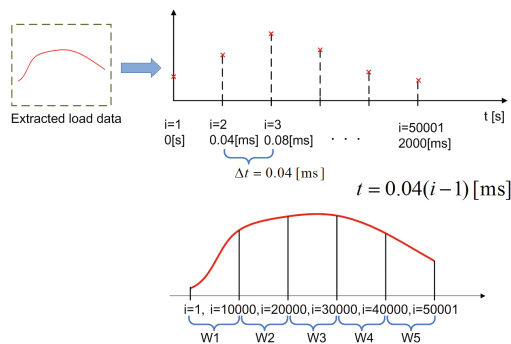 Extracted load data
t [s]
i=1 i=2 i=3 i=50001
0[s] 0.04[ms] 0.08[ms] · · · 2000[ms]
Δt = 0.04 [ms]
t = 0.04(i−1) [ms]
i=1, i=10000, i=20000, i=30000, i=40000, i=50001
W1 W2 W3 W4 W5